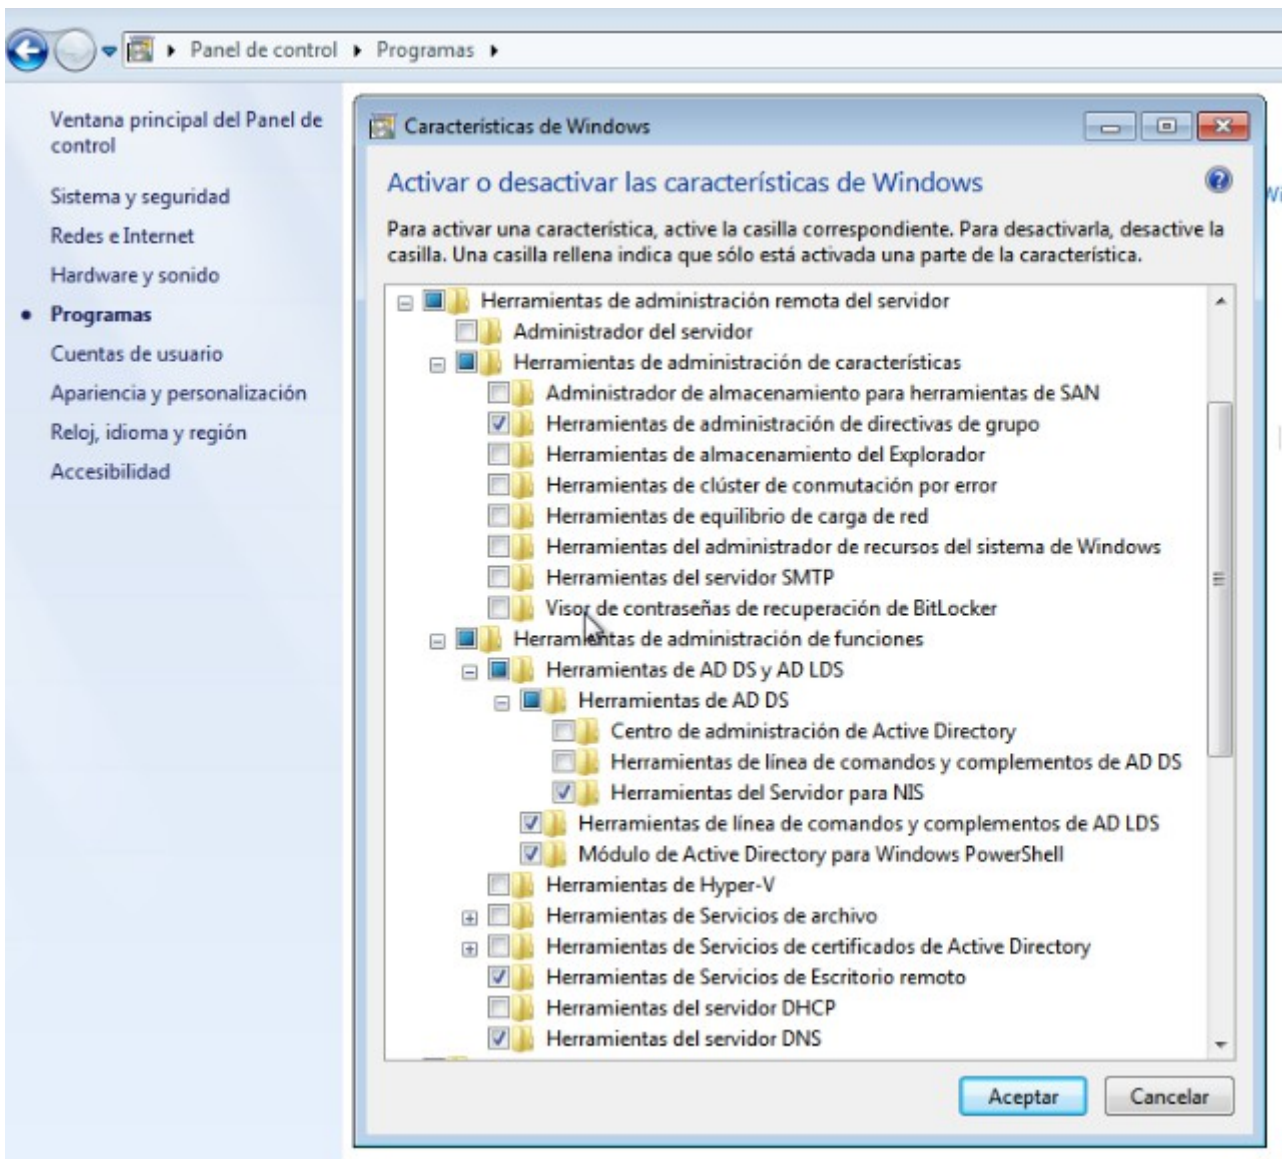 Panel de control
Programas
Ventana principal del Panel de
control
Sistema y seguridad
Redes e Internet
Hardware y sonido
Programas
Cuentas de usuario
Apariencia y personalización
Reloj, idioma y región
Accesibilidad
Características de Windows
Activar o desactivar las características de Windows
Para activar una característica, active la casilla correspondiente. Para desactivarla, desactive la
casilla. Una casilla rellena indica que sólo está activada una parte de la característica.
Herramientas de administración remota del servidor
Administrador del servidor
Herramientas de administración de características
Administrador de almacenamiento para herramientas de SAN
Herramientas de administración de directivas de grupo
Herramientas de almacenamiento del Explorador
Herramientas de clúster de conmutación por error
Herramientas de equilibrio de carga de red
Herramientas del administrador de recursos del sistema de Windows
Herramientas del servidor SMTP
Visor de contraseñas de recuperación de BitLocker
Herramientas de administración de funciones
Herramientas de AD DS y AD LDS
Herramientas de AD DS
Centro de administración de Active Directory
Herramientas de línea de comandos y complementos de AD DS
Herramientas del Servidor para NIS
Herramientas de línea de comandos y complementos de AD LDS
Módulo de Active Directory para Windows PowerShell
Herramientas de Hyper-V
Herramientas de Servicios de archivo
Herramientas de Servicios de certificados de Active Directory
Herramientas de Servicios de Escritorio remoto
Herramientas del servidor DHCP
Herramientas del servidor DNS
Aceptar
Cancelar